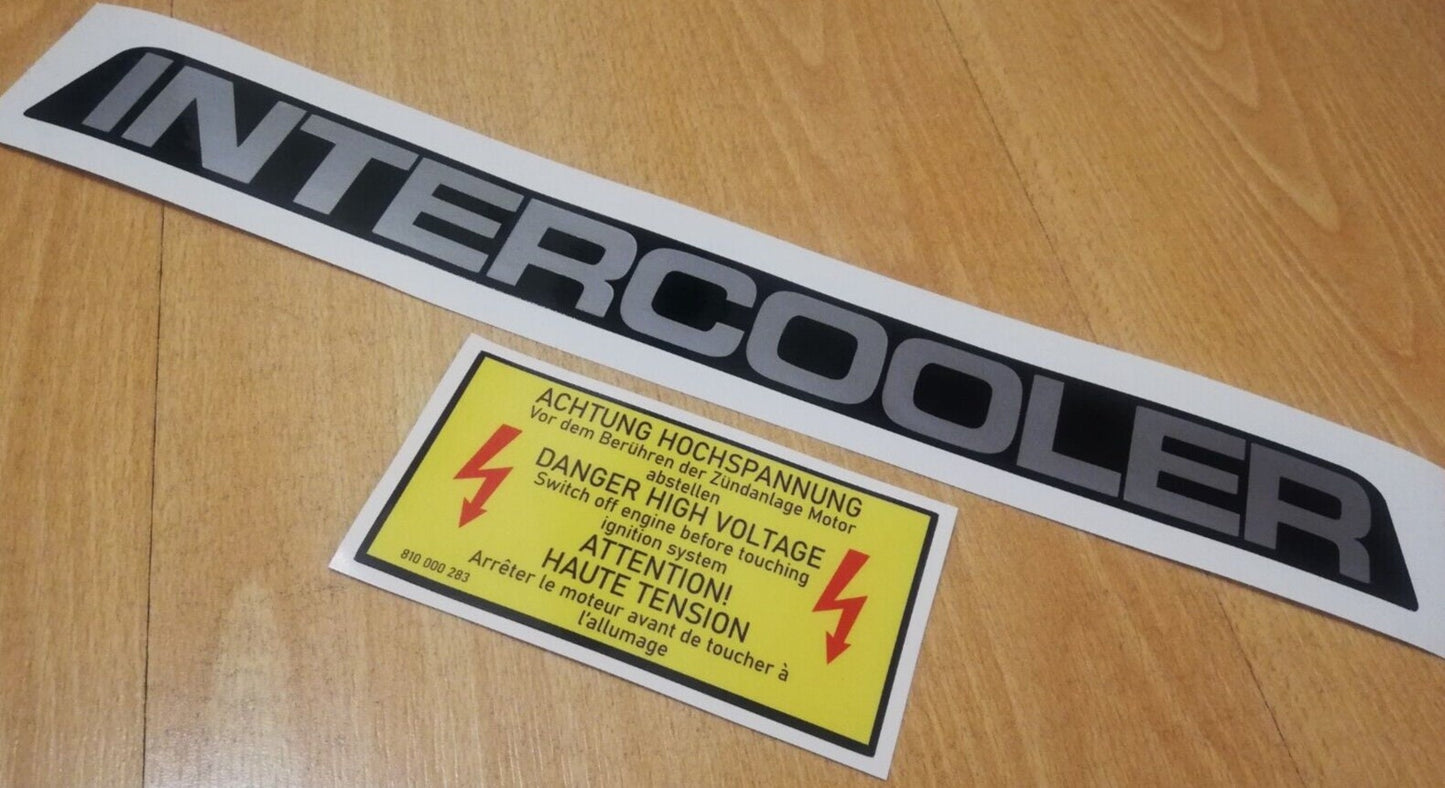 INTERCOOLER
ACHTUNG HOCHSPANNUNG
Vor dem Berühren der Zündanlage Motor
abstellen
DANGER HIGH VOLTAGE
Switch off engine before touching
ignition system
ATTENTION!
HAUTE TENSION
Arrêter le moteur avant de toucher à
l'allumage
810 000 283